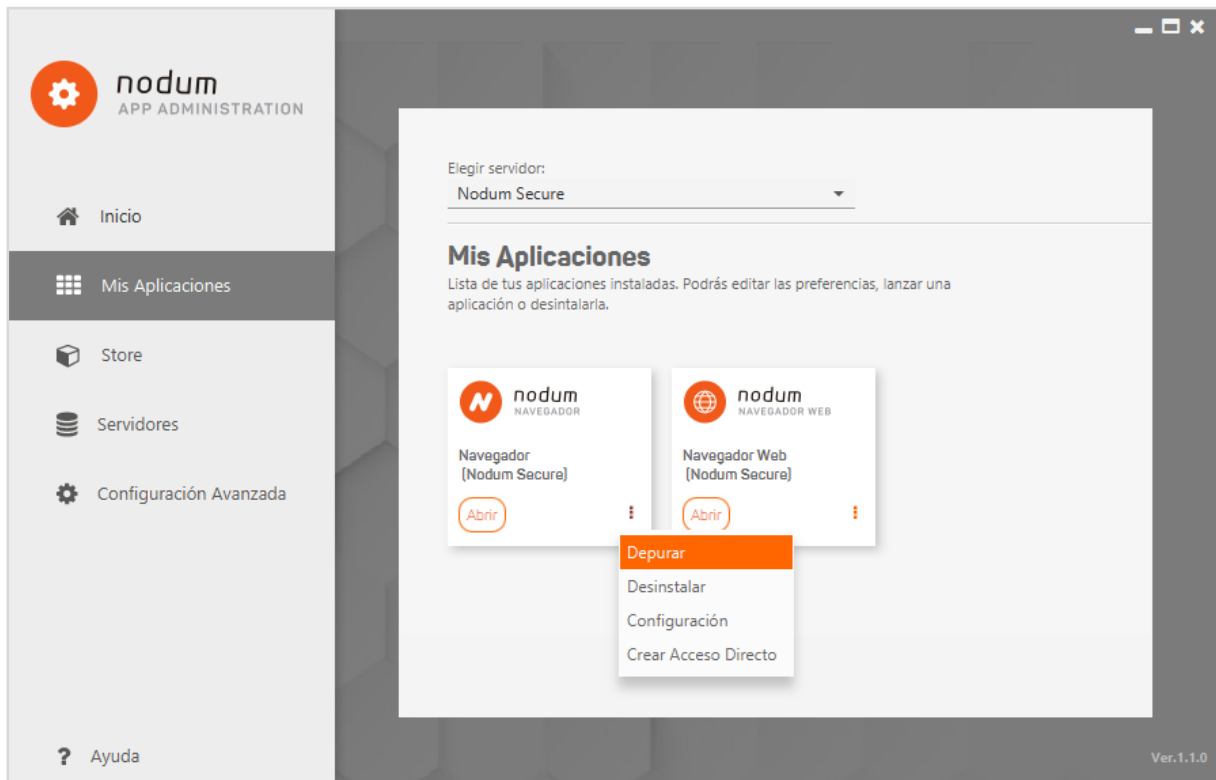 nodum
APP ADMINISTRATION
Inicio
Mis Aplicaciones
Store
Servidores
Configuración Avanzada
? Ayuda
Elegir servidor:
Nodum Secure
Mis Aplicaciones
Lista de tus aplicaciones instaladas. Podrás editar las preferencias, lanzar una
aplicación o desintalarla.
nodum
NAVEGADOR
Navegador
(Nodum Secure)
Abrir
nodum
NAVEGADOR WEB
Navegador Web
(Nodum Secure)
Abrir
Depurar
Desinstalar
Configuración
Crear Acceso Directo
Ver.1.1.0